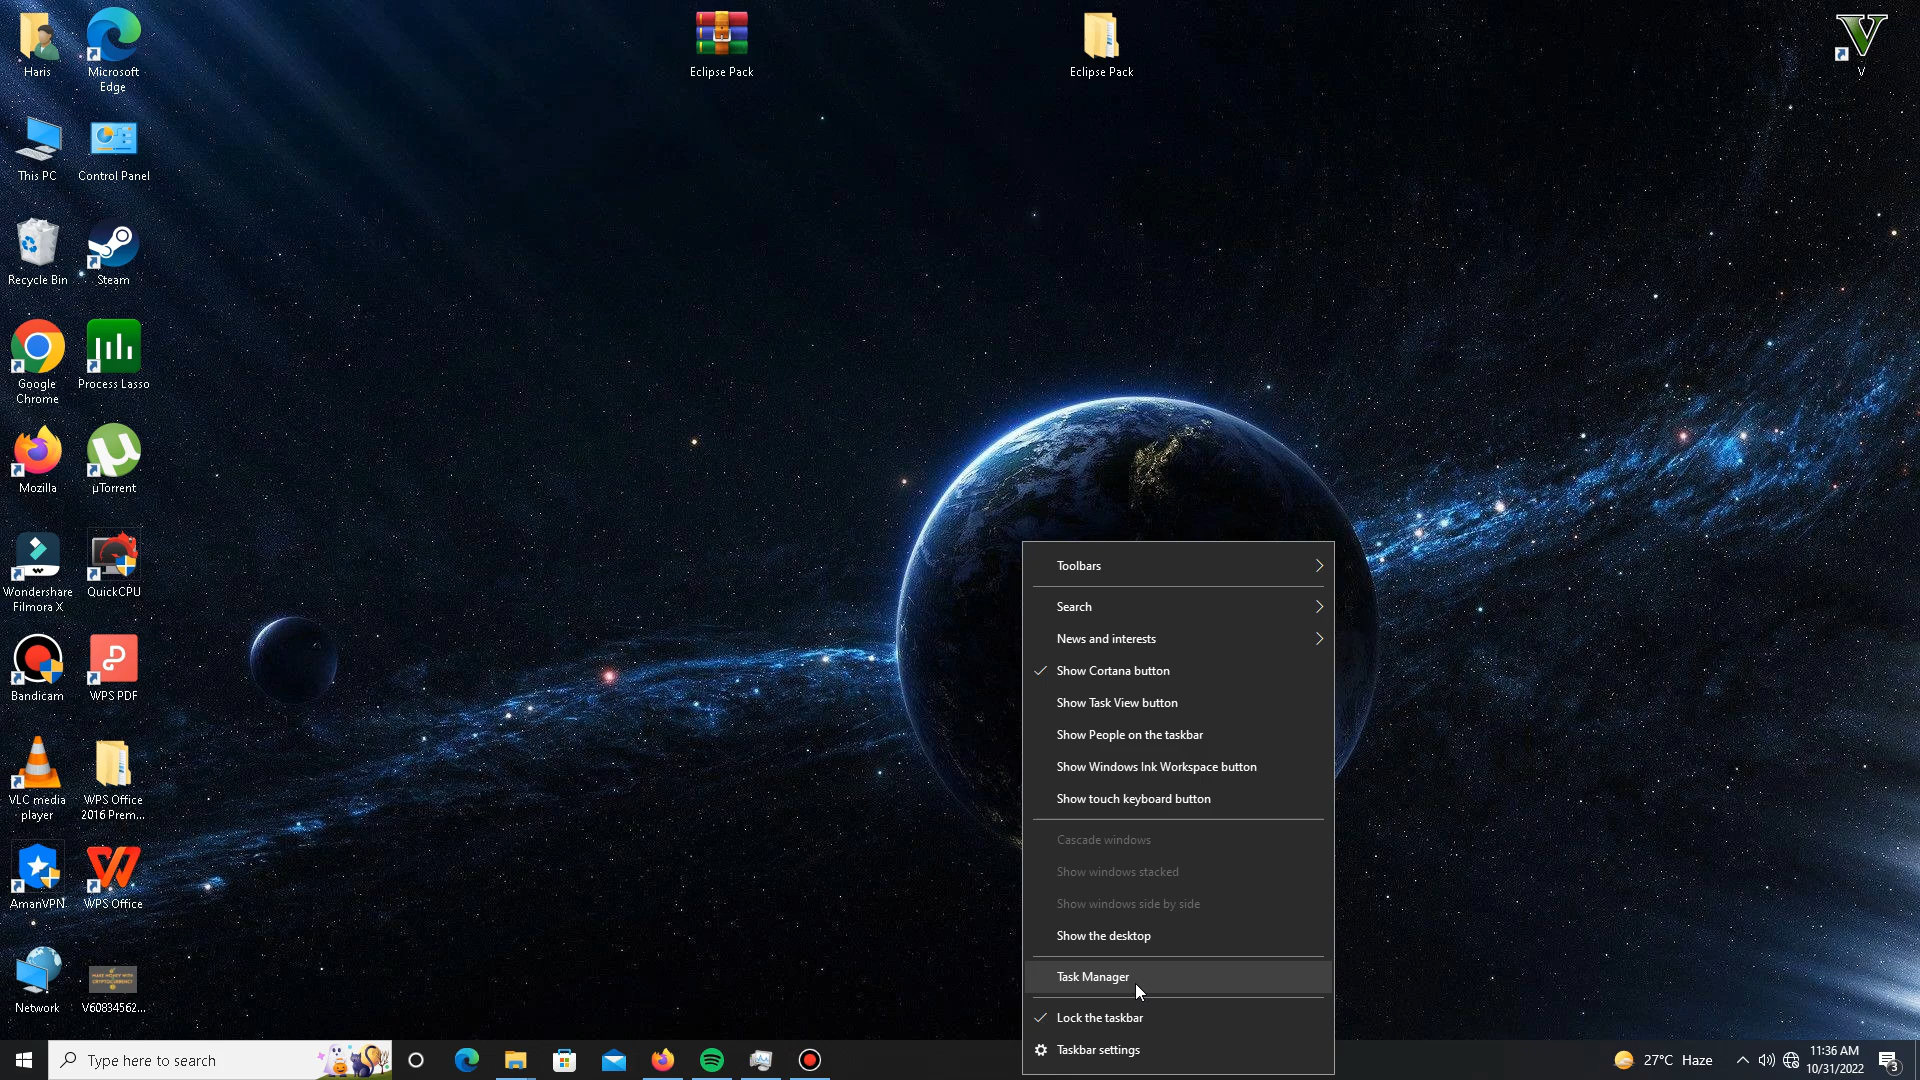 Haris
Microsoft
Edge
Eclipse Pack
Eclipse Pack
V
This PC
Control Panel
Recycle Bin
Steam
Google
Chrome
Process Lasso
Mozilla
µTorrent
Wondershare
Filmora X
QuickCPU
Bandicam
WPS PDF
VLC media
player
WPS Office
2016 Prem...
AmanVPN
WPS Office
Network
MAKE MONEY WITH
CRYPTOCURRENCY
V60834562...
Toolbars
Search
News and interests
Show Cortana button
Show Task View button
Show People on the taskbar
Show Windows Ink Workspace button
Show touch keyboard button
Cascade windows
Show windows stacked
Show windows side by side
Show the desktop
Task Manager
Lock the taskbar
Taskbar settings
Type here to search
27°C Haze
11:36 AM
10/31/2022
3